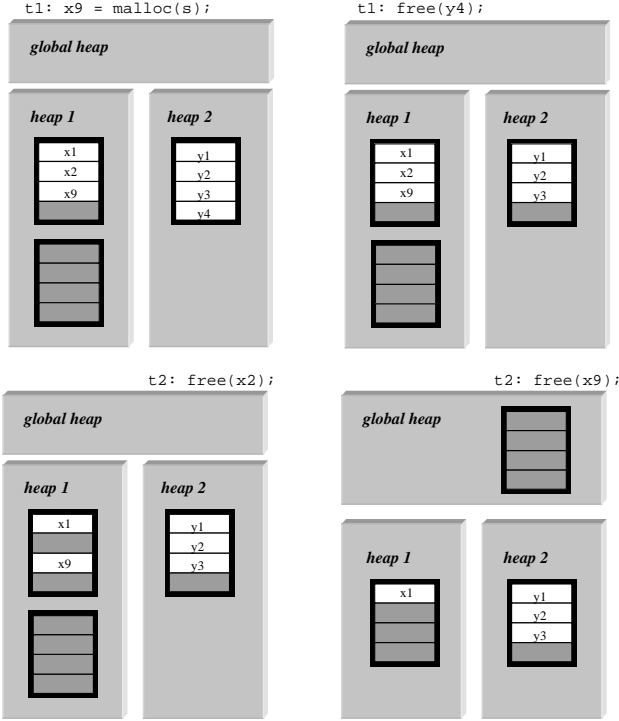 t1: x9 = malloc(s);
global heap
heap 1
heap 2
x1
x2
x9
y1
y2
y3
y4
t1: free(y4);
global heap
heap 1
heap 2
x1
x2
x9
y1
y2
y3
t2: free(x2);
global heap
heap 1
heap 2
x1
x9
y1
y2
y3
t2: free(x9);
global heap
heap 1
heap 2
x1
y1
y2
y3